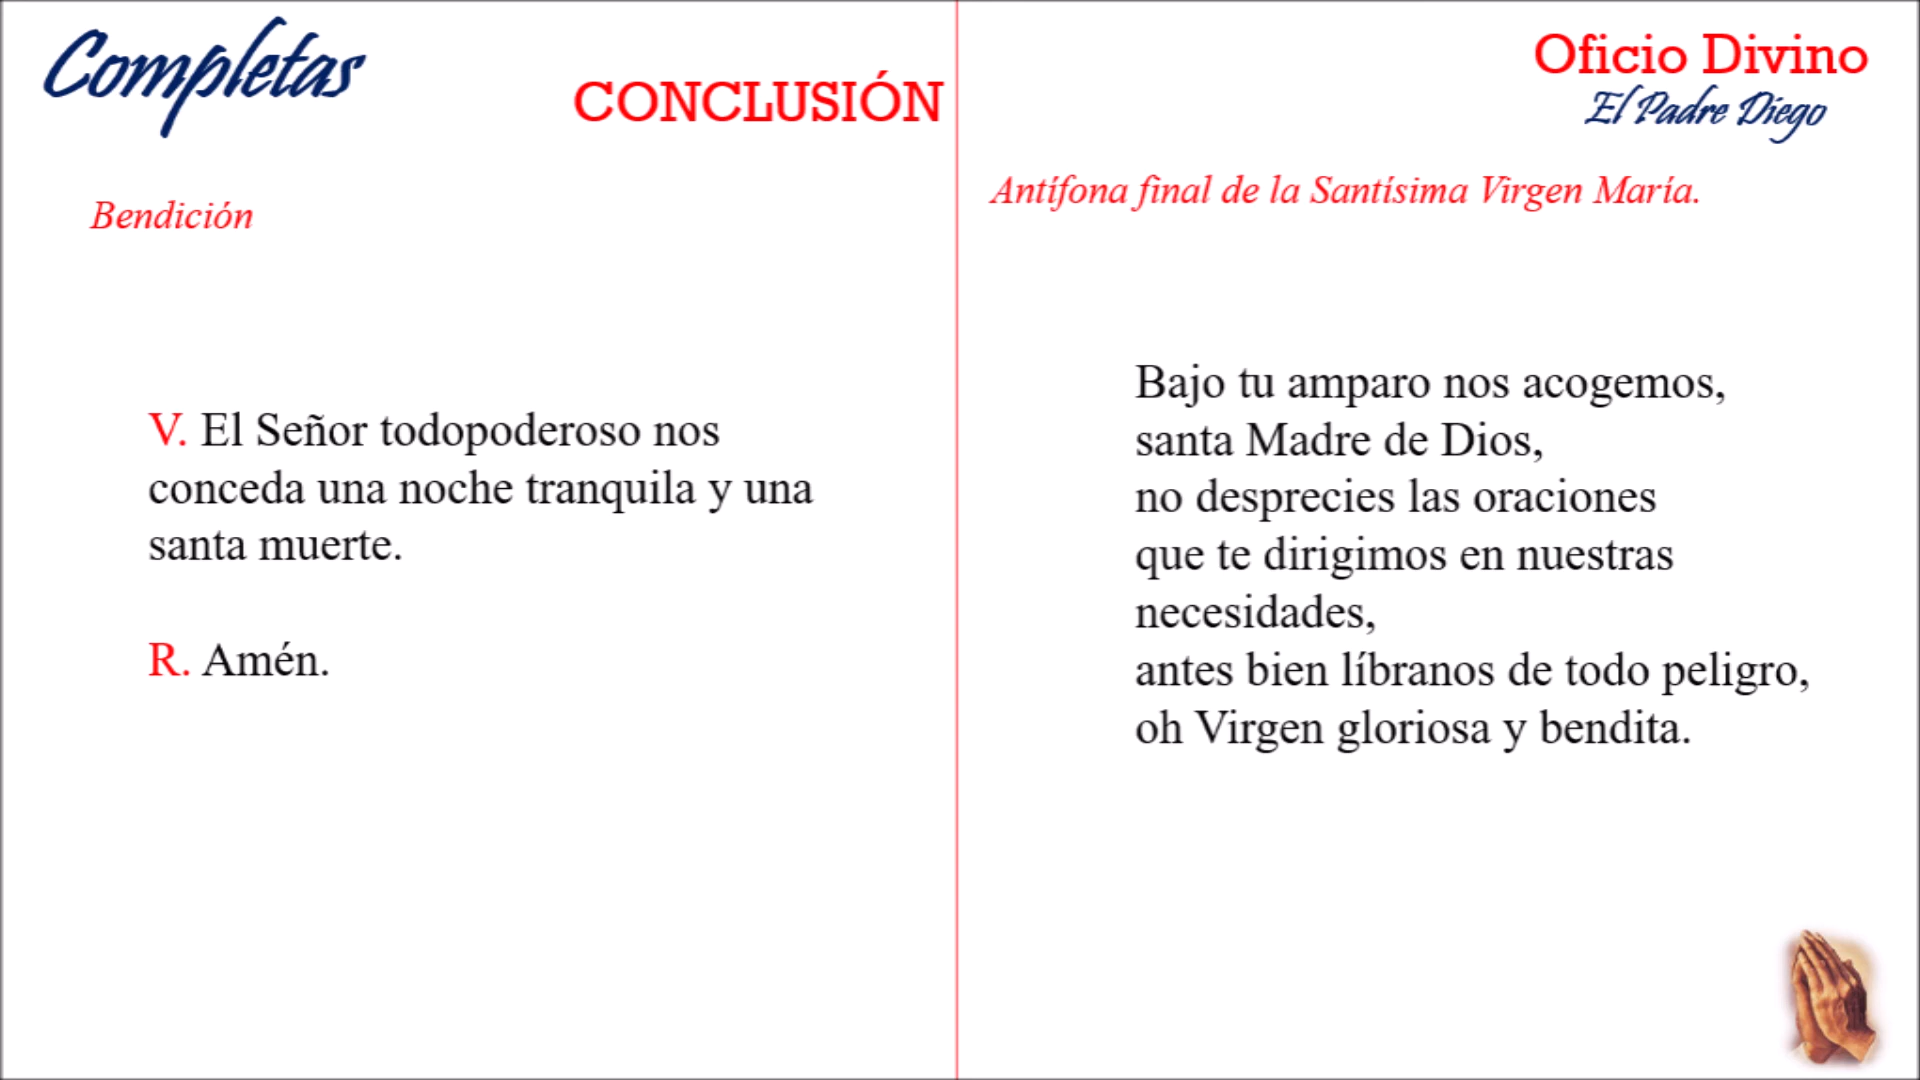 Completas
CONCLUSIÓN
Bendición
V. El Señor todopoderoso nos
conceda una noche tranquila y una
santa muerte.
R. Amén.
Oficio Divino
El Padre Diego
Antífona final de la Santísima Virgen María.
Bajo tu amparo nos acogemos,
santa Madre de Dios,
no desprecies las oraciones
que te dirigimos en nuestras
necesidades,
antes bien líbranos de todo peligro,
oh Virgen gloriosa y bendita.